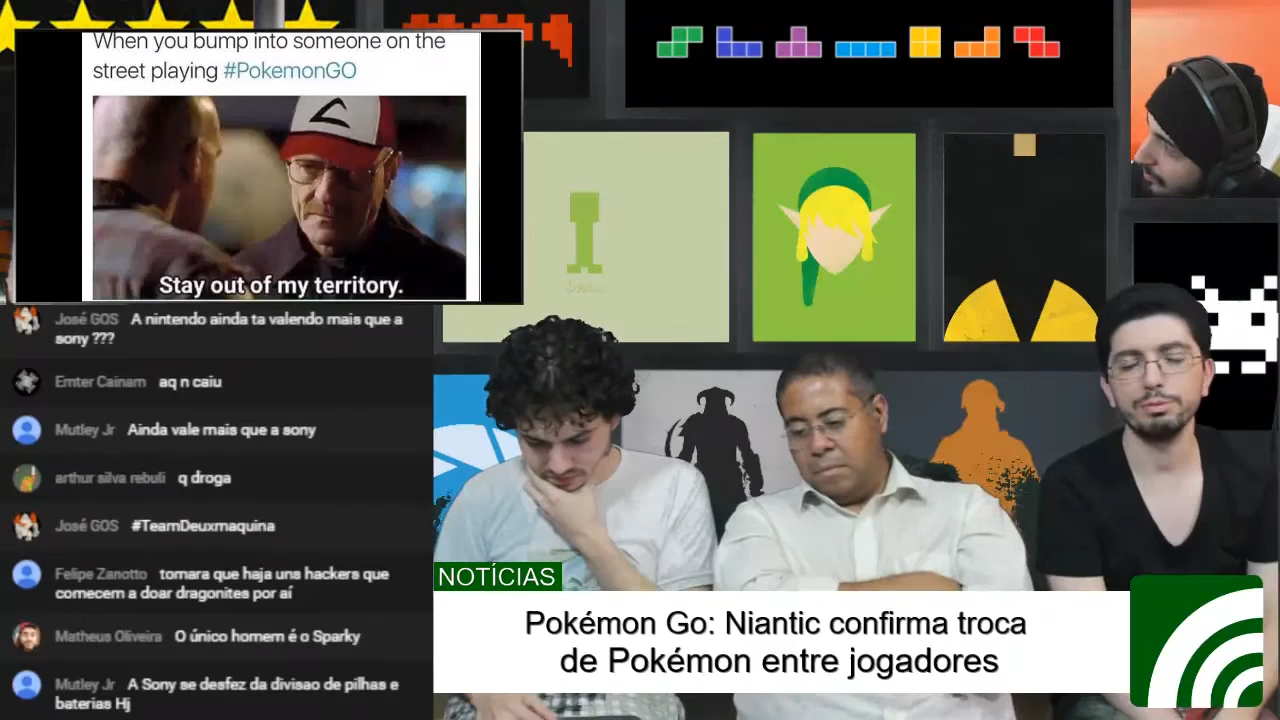 When you bump into someone on the
street playing #PokemonGO
Stay out of my territory.
José GOS A nintendo ainda ta valendo mais que a
sony ???
Emter Cainam aq n caiu
Mutley Jr Ainda vale mais que a sony
arthur silva rebuli q droga
José GOS #TeamDeuxmaquina
Felipe Zanotto tomara que haja uns hackers que
comecem a doar dragonites por aí
Matheus Oliveira O único homem é o Sparky
Mutley Jr A Sony se desfez da divisao de pilhas e
baterias Hj
NOTÍCIAS
Pokémon Go: Niantic confirma troca
de Pokémon entre jogadores